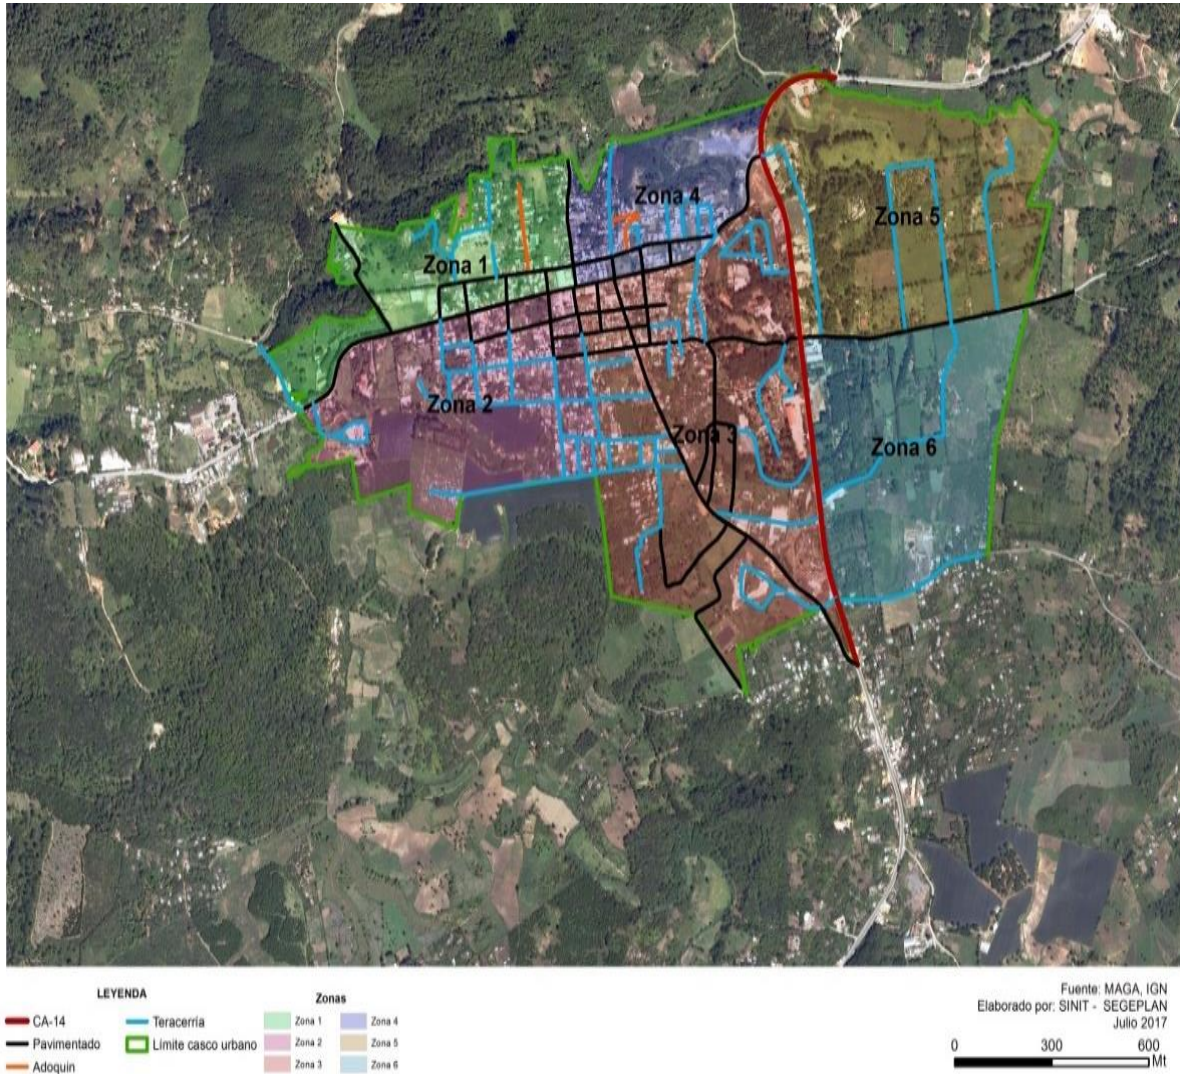 Zona 4
Zona 5
Zona 1
Zona 2
Zona 3
Zona 6
LEYENDA
CA-14
Pavimentado
Adoquin
Teracerria
Límite casco urbano
Zonas
Zona 1
Zona 2
Zona 3
Zona 4
Zona 5
Zona 6
Fuente: MAGA, IGN
Elaborado por: SINIT - SEGEPLAN
Julio 2017
0 300 600
Mt